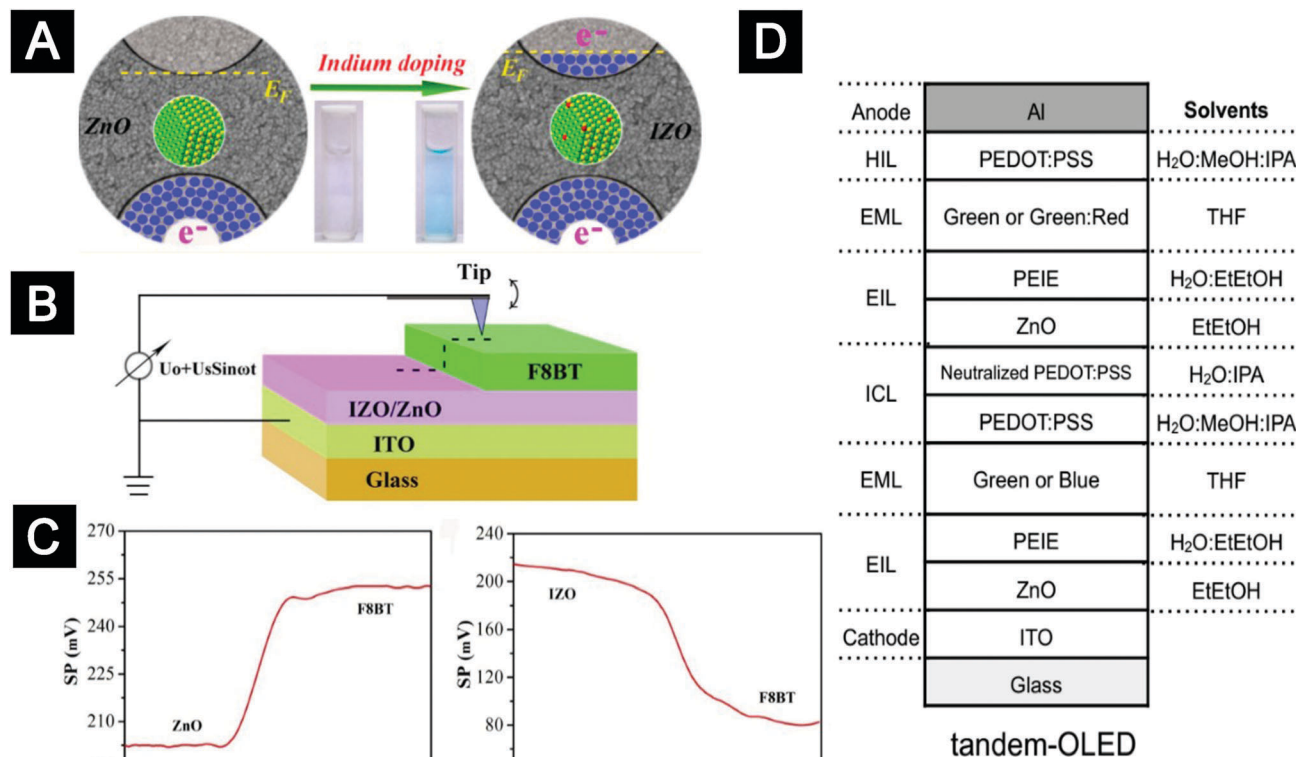 A
ZnO
E_F
e⁻
Indium doping
e⁻
E_F
IZO
e⁻
B
Tip
Uo+UsSinωt
F8BT
IZO/ZnO
ITO
Glass
C
SP (mV)
270
255
240
225
210
ZnO
F8BT
SP (mV)
240
200
160
120
80
IZO
F8BT
D
Solvents
Anode Al
HIL PEDOT:PSS H₂O:MeOH:IPA
EML Green or Green:Red THF
EIL
PEIE H₂O:EtEtOH
ZnO EtEtOH
ICL
Neutralized PEDOT:PSS H₂O:IPA
PEDOT:PSS H₂O:MeOH:IPA
EML Green or Blue THF
EIL
PEIE H₂O:EtEtOH
ZnO EtEtOH
Cathode ITO
Glass
tandem-OLED